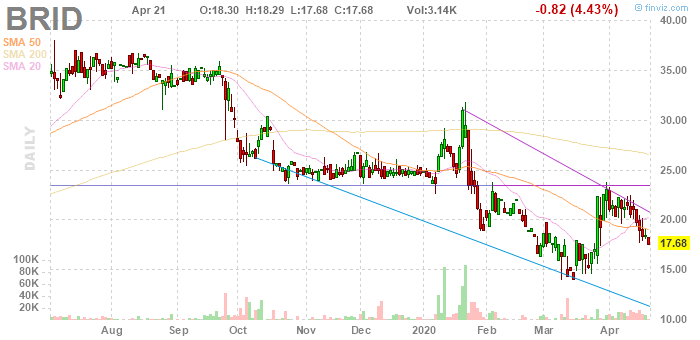 BRID Apr 21 O:18.30 H:18.29 L:17.68 C:17.68 Vol:3.14K -0.82 (4.43%)
© finviz.com
SMA 50
SMA 200
SMA 20
DAILY
40.00
35.00
30.00
25.00
20.00
17.68
15.00
10.00
100K
80K
60K
40K
20K
Aug Sep Oct Nov Dec 2020 Feb Mar Apr